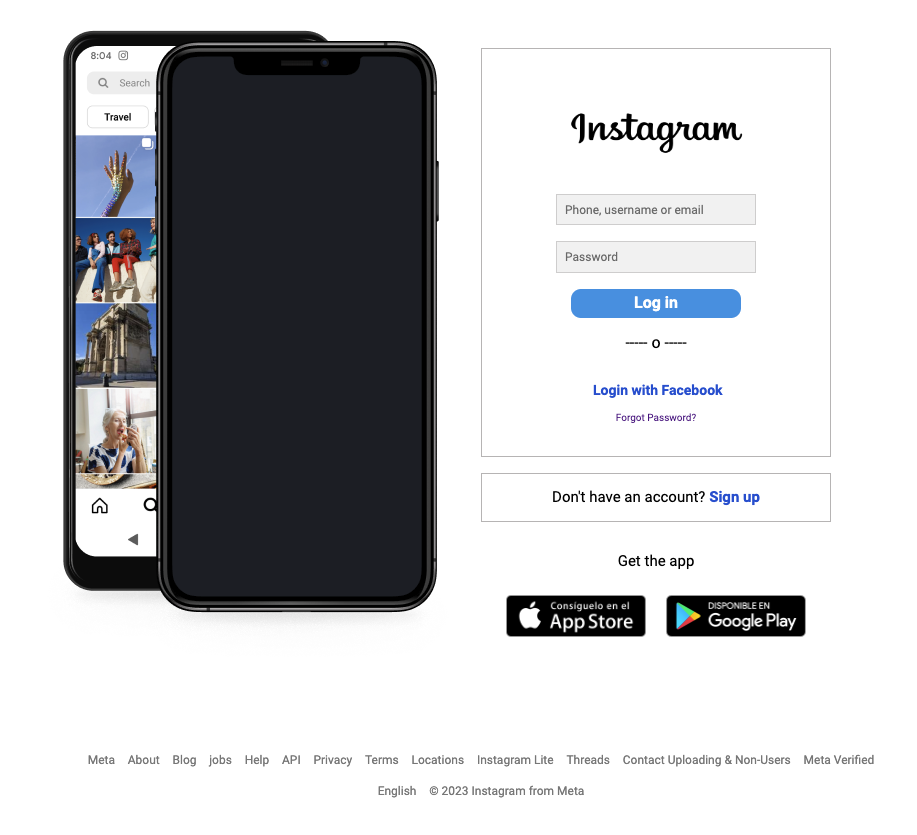 8:04
Search
Travel
Instagram
Phone, username or email
Password
Log in
----- o -----
Login with Facebook
Forgot Password?
Don't have an account? Sign up
Get the app
Consíguelo en el
App Store
DISPONIBLE EN
Google Play
Meta About Blog jobs Help API Privacy Terms Locations Instagram Lite Threads Contact Uploading & Non-Users Meta Verified
English © 2023 Instagram from Meta